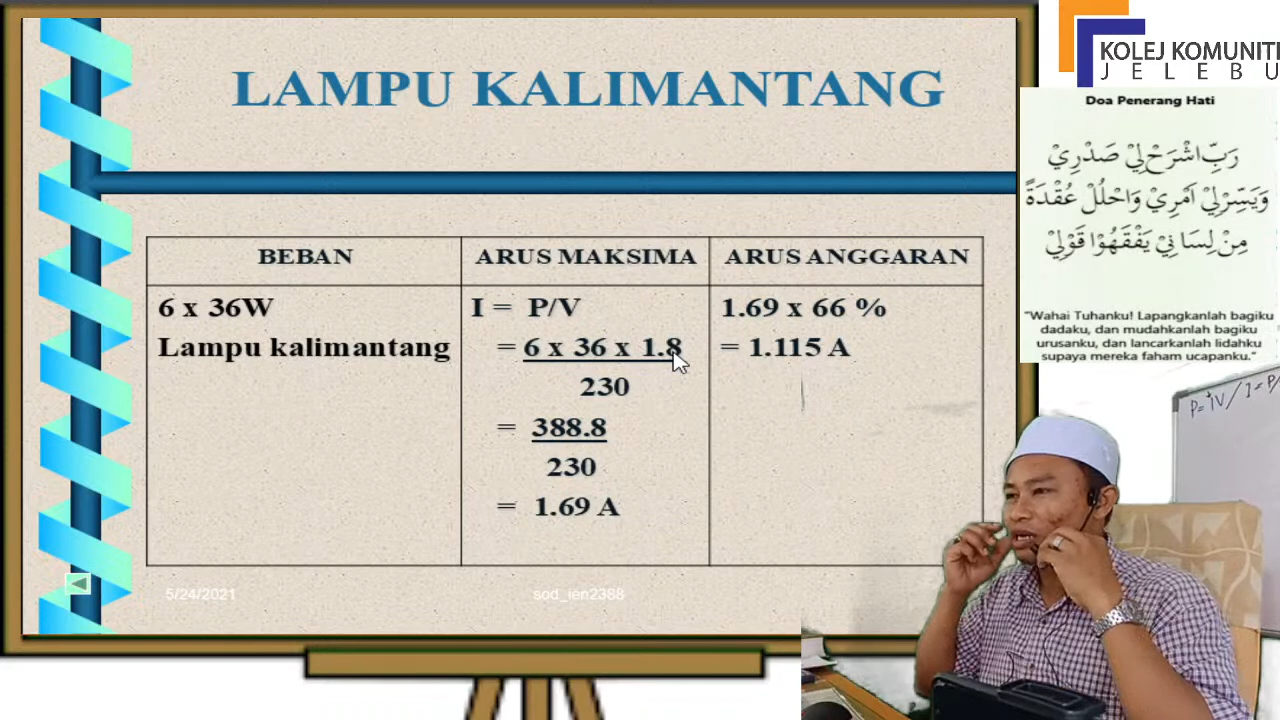 LAMPU KALIMANTANG
BEBAN
ARUS MAKSIMA
ARUS ANGGARAN
6 x 36W
Lampu kalimantang
I = P/V
= 6 x 36 x 1.8
230
= 388.8
230
= 1.69 A
1.69 x 66 %
= 1.115 A
5/24/2021
sod_ien2388
KOLEJ KOMUNITI
JELEBU
Doa Penerang Hati
رَبِّ اشْرَحْ لِيْ صَدْرِيْ
وَيَسِّرْ لِيْ اَمْرِيْ وَاحْلُلْ عُقْدَةً
مِنْ لِسَانِيْ يَفْقَهُوْا قَوْلِيْ
"Wahai Tuhanku! Lapangkanlah bagiku
dadaku, dan mudahkanlah bagiku
urusanku, dan lancarkanlah lidahku
supaya mereka faham ucapanku."
P=IV / I=P/